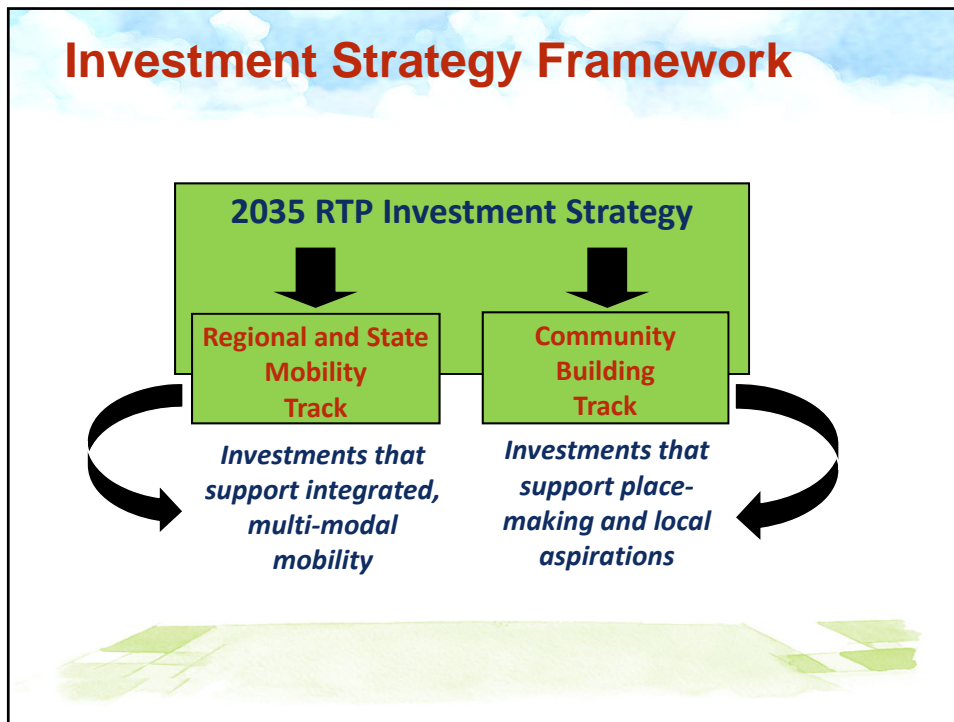 Investment Strategy Framework
2035 RTP Investment Strategy
Regional and State
Mobility
Track
Investments that
support integrated,
multi-modal
mobility
Community
Building
Track
Investments that
support place-
making and local
aspirations